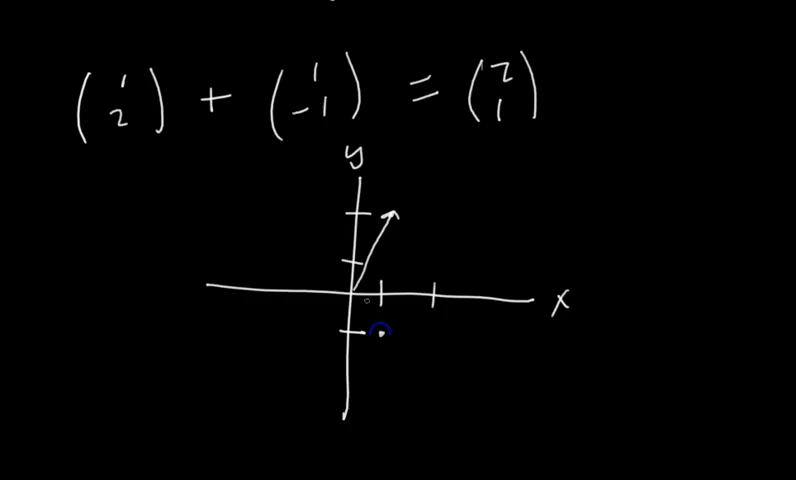 (1 2) + (1 -1) = (2 1)
y
x